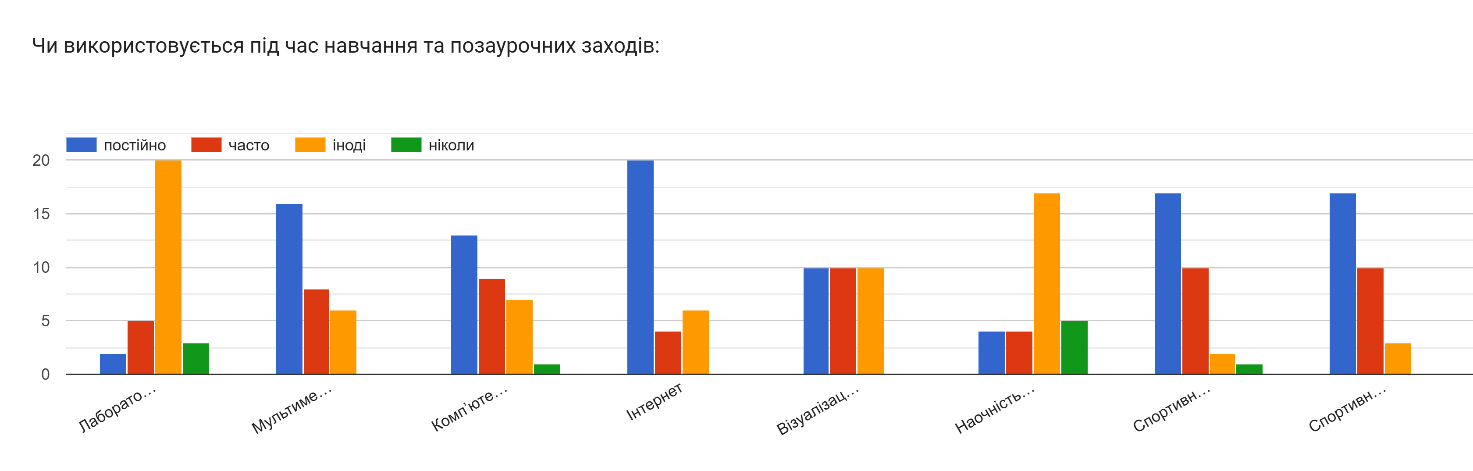 Чи використовується під час навчання та позаурочних заходів:
постійно часто іноді ніколи
20
15
10
5
0
Лаборато… Мультиме… Комп'юте… Інтернет Візуалізац… Наочність… Спортивн… Спортивн…